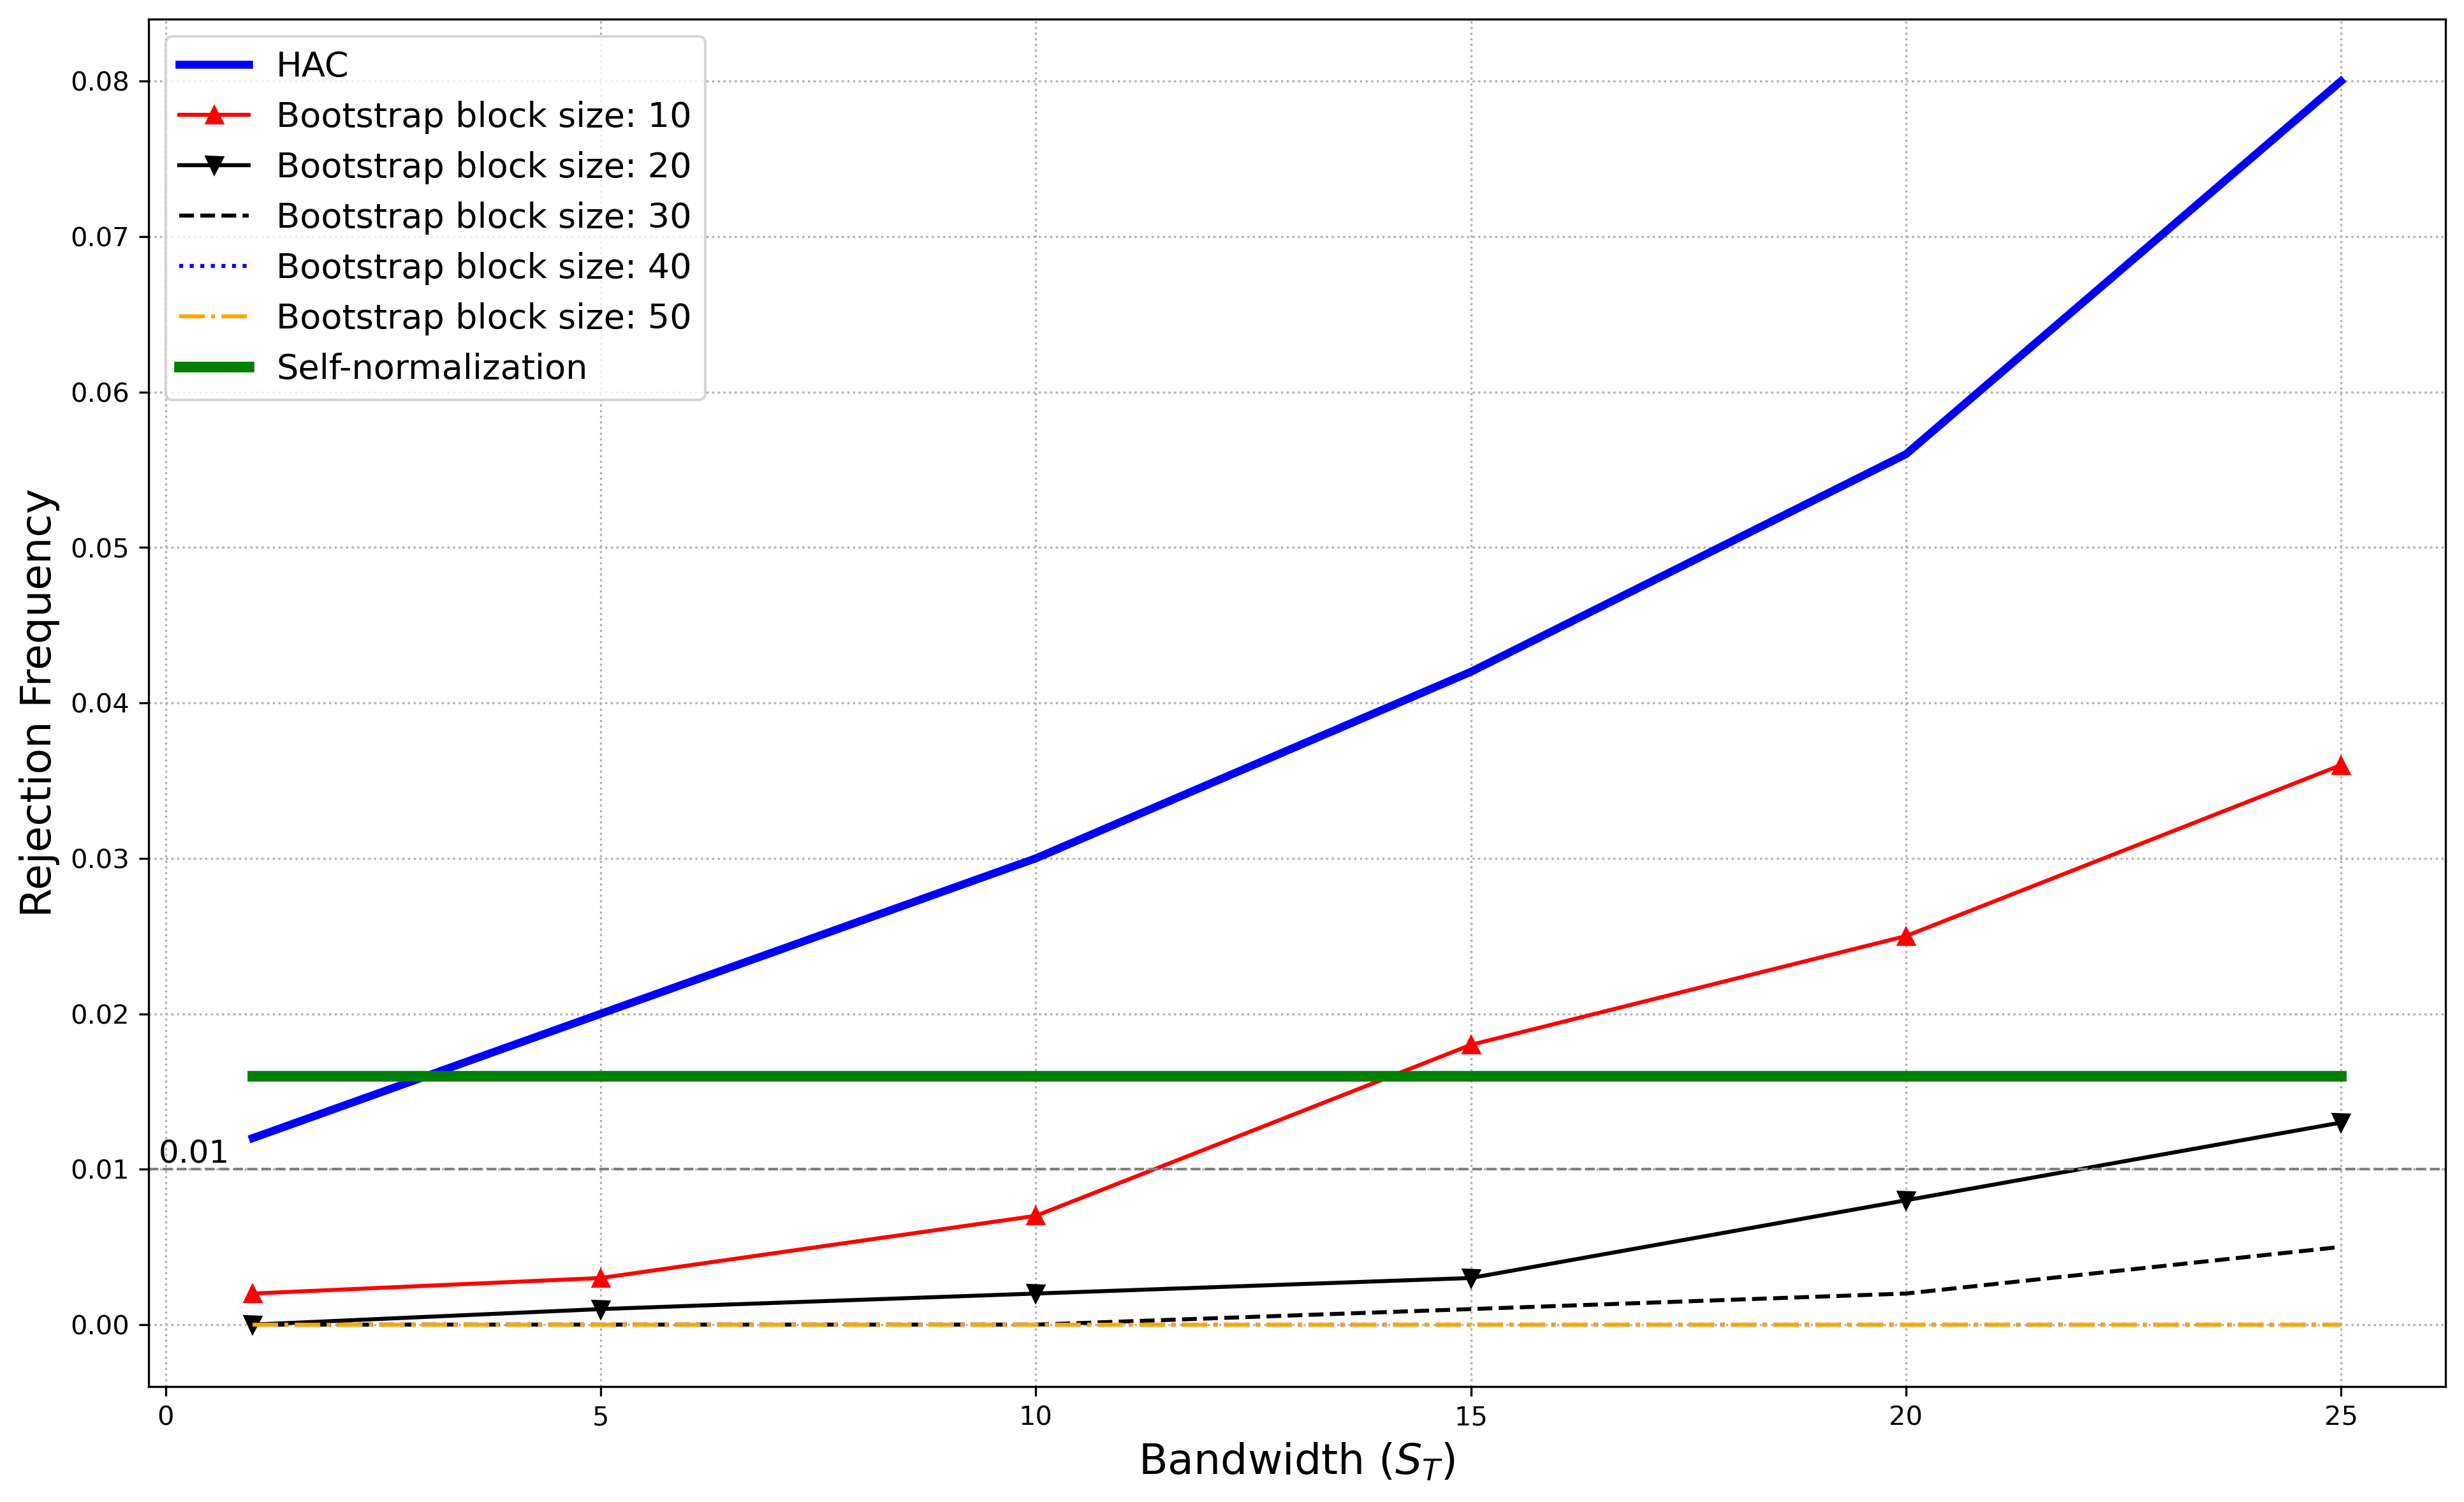 HAC
Bootstrap block size: 10
Bootstrap block size: 20
Bootstrap block size: 30
Bootstrap block size: 40
Bootstrap block size: 50
Self-normalization
Rejection Frequency
0.08
0.07
0.06
0.05
0.04
0.03
0.02
0.01
0.00
0.01
0
5
10
15
20
25
Bandwidth (S_T)